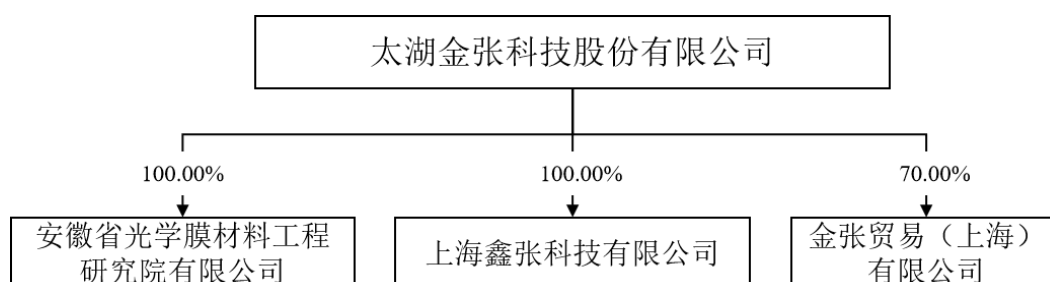 太湖金张科技股份有限公司
100.00%
100.00%
70.00%
安徽省光学膜材料工程
研究院有限公司
上海鑫张科技有限公司
金张贸易（上海）
有限公司